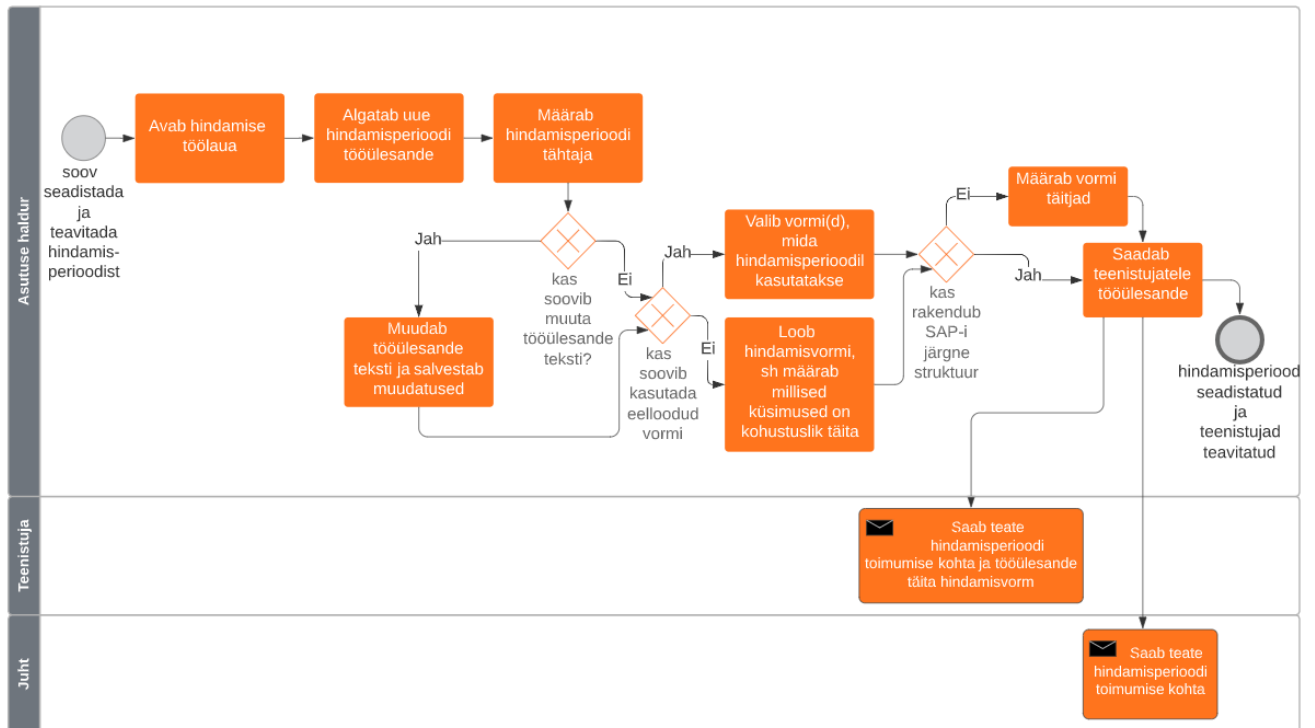 Asutuse haldur
soov
seadistada
ja
teavitada
hindamis-
perioodist
Avab hindamise
töölaua
Algatab uue
hindamisperioodi
tööülesande
Määrab
hindamisperioodi
tähtaja
kas
soovib
muuta
tööülesande
teksti?
Jah
Ei
Muudab
tööülesande
teksti ja salvestab
muudatused
kas
soovib
kasutada
eelloodud
vormi
Jah
Ei
Valib vormi(d),
mida
hindamisperioodil
kasutatakse
Loob
hindamisvormi,
sh määrab
millised
küsimused on
kohustuslik täita
kas
rakendub
SAP-i
järgne
struktuur
Ei
Jah
Määrab vormi
täitjad
Saadab
teenistujatele
tööülesande
hindamisperiood
seadistatud
ja
teenistujad
teavitatud
Teenistuja
Saab teate
hindamisperioodi
toimumise kohta ja tööülesande
täita hindamisvorm
Juht
Saab teate
hindamisperioodi
toimumise kohta